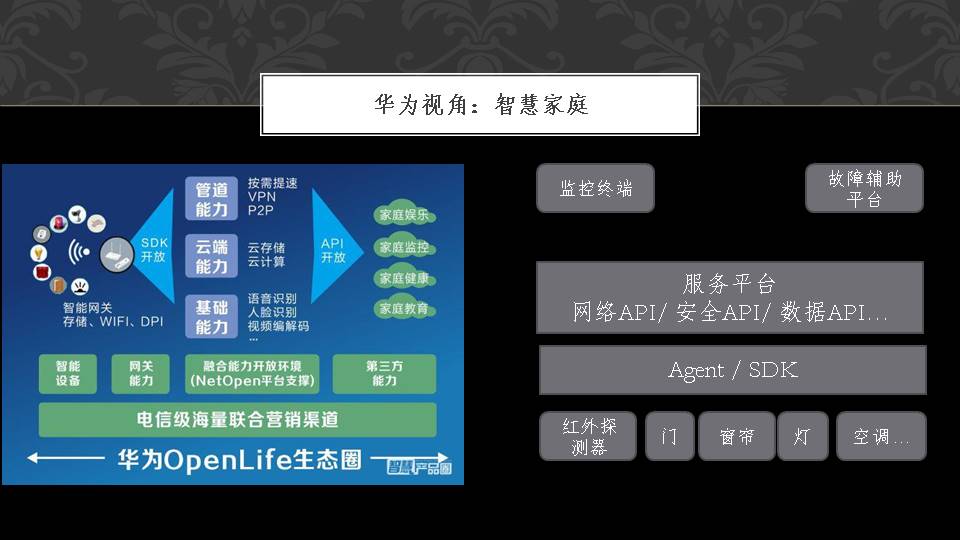 华为视角：智慧家庭
管道
能力
按需提速
VPN
P2P
SDK
开放
云端
能力
云存储
云计算
API
开放
家庭娱乐
家庭监控
家庭健康
家庭教育
智能网关
存储、WIFI、DPI
基础
能力
语音识别
人脸识别
视频编解码
...
智能
设备
网关
能力
融合能力开放环境
(NetOpen平台支撑)
第三方
能力
电信级海量联合营销渠道
华为OpenLife生态圈
智慧产品圈
监控终端
故障辅助
平台
服务平台
网络API/ 安全API/ 数据API…
Agent / SDK
红外探
测器
门
窗帘
灯
空调…